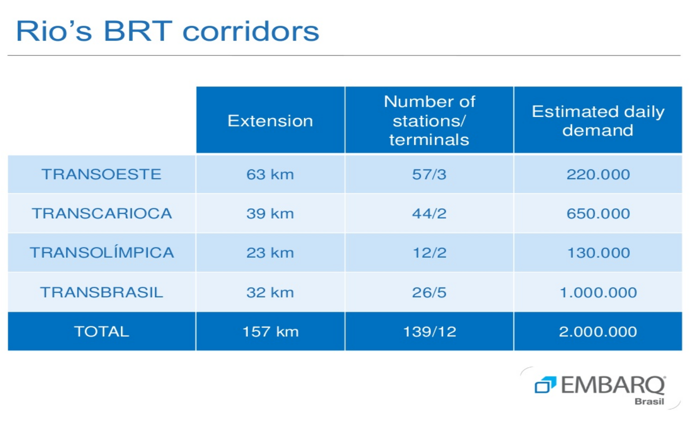 Rio's BRT corridors
Extension
Number of
stations/
terminals
Estimated daily
demand
TRANSOESTE 63 km 57/3 220.000
TRANSCARIOCA 39 km 44/2 650.000
TRANSOLÍMPICA 23 km 12/2 130.000
TRANSBRASIL 32 km 26/5 1.000.000
TOTAL 157 km 139/12 2.000.000
EMBARQ
Brasil